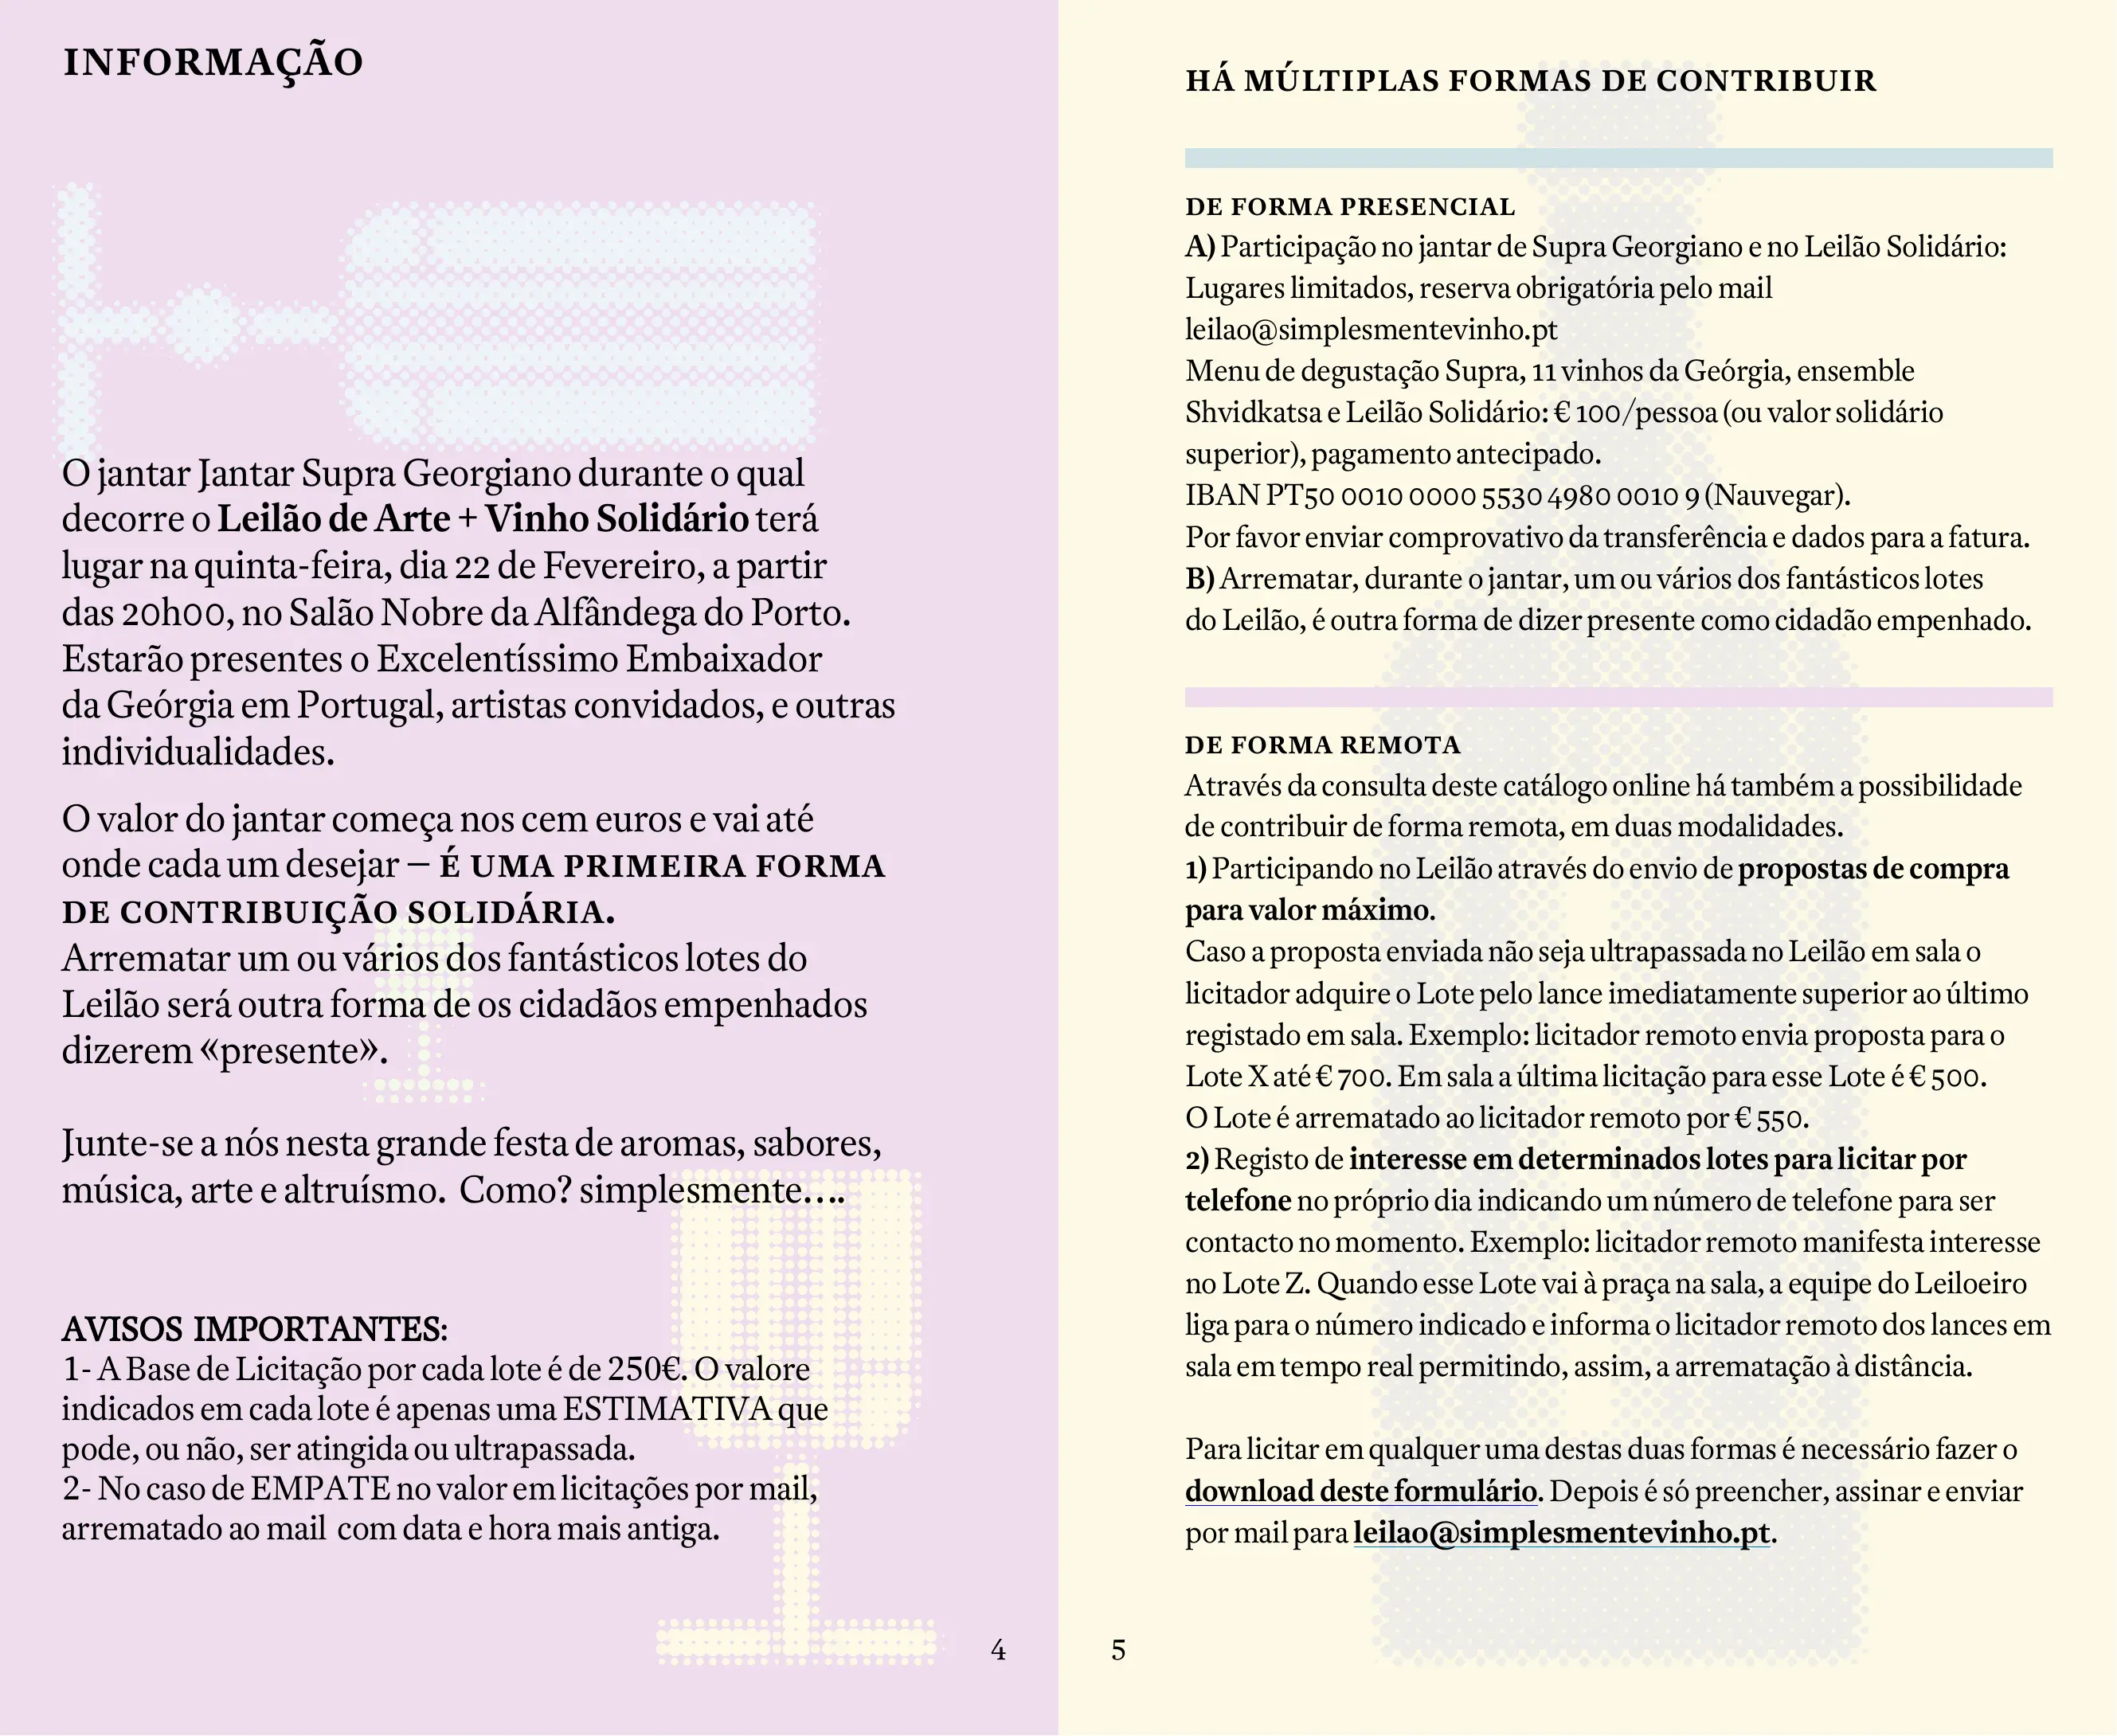 INFORMAÇÃO
O jantar Jantar Supra Georgiano durante o qual
decorre o Leilão de Arte + Vinho Solidário terá
lugar na quinta-feira, dia 22 de Fevereiro, a partir
das 20h00, no Salão Nobre da Alfândega do Porto.
Estarão presentes o Excelentíssimo Embaixador
da Geórgia em Portugal, artistas convidados, e outras
individualidades.
O valor do jantar começa nos cem euros e vai até
onde cada um desejar – É UMA PRIMEIRA FORMA
DE CONTRIBUIÇÃO SOLIDÁRIA.
Arrematar um ou vários dos fantásticos lotes do
Leilão será outra forma de os cidadãos empenhados
dizerem «presente».
Junte-se a nós nesta grande festa de aromas, sabores,
música, arte e altruísmo. Como? simplesmente….
AVISOS IMPORTANTES:
1- A Base de Licitação por cada lote é de 250€. O valore
indicados em cada lote é apenas uma ESTIMATIVA que
pode, ou não, ser atingida ou ultrapassada.
2- No caso de EMPATE no valor em licitações por mail,
arrematado ao mail com data e hora mais antiga.
4
HÁ MÚLTIPLAS FORMAS DE CONTRIBUIR
DE FORMA PRESENCIAL
A) Participação no jantar de Supra Georgiano e no Leilão Solidário:
Lugares limitados, reserva obrigatória pelo mail
leilao@simplesmentevinho.pt
Menu de degustação Supra, 11 vinhos da Geórgia, ensemble
Shvidkatsa e Leilão Solidário: € 100/pessoa (ou valor solidário
superior), pagamento antecipado.
IBAN PT50 0010 0000 5530 4980 0010 9 (Nauvegar).
Por favor enviar comprovativo da transferência e dados para a fatura.
B) Arrematar, durante o jantar, um ou vários dos fantásticos lotes
do Leilão, é outra forma de dizer presente como cidadão empenhado.
DE FORMA REMOTA
Através da consulta deste catálogo online há também a possibilidade
de contribuir de forma remota, em duas modalidades.
1) Participando no Leilão através do envio de propostas de compra
para valor máximo.
Caso a proposta enviada não seja ultrapassada no Leilão em sala o
licitador adquire o Lote pelo lance imediatamente superior ao último
registado em sala. Exemplo: licitador remoto envia proposta para o
Lote X até € 700. Em sala a última licitação para esse Lote é € 500.
O Lote é arrematado ao licitador remoto por € 550.
2) Registo de interesse em determinados lotes para licitar por
telefone no próprio dia indicando um número de telefone para ser
contacto no momento. Exemplo: licitador remoto manifesta interesse
no Lote Z. Quando esse Lote vai à praça na sala, a equipe do Leiloeiro
liga para o número indicado e informa o licitador remoto dos lances em
sala em tempo real permitindo, assim, a arrematação à distância.
Para licitar em qualquer uma destas duas formas é necessário fazer o
download deste formulário. Depois é só preencher, assinar e enviar
por mail para leilao@simplesmentevinho.pt.
5